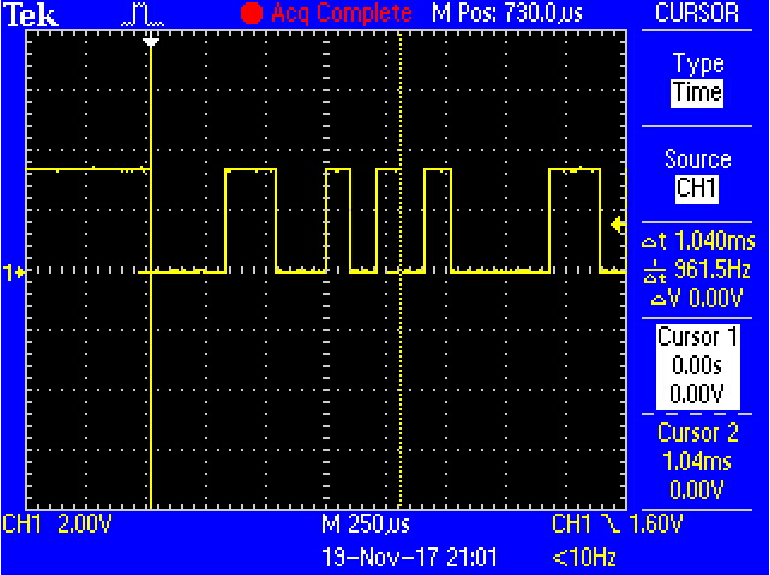 Tek Acq Complete M Pos: 730.0µs CURSOR
Type
Time
Source
CH1
Δt 1.040ms
1/Δt 961.5Hz
ΔV 0.00V
1
Cursor 1
0.00s
0.00V
Cursor 2
1.04ms
0.00V
CH1 2.00V M 250µs CH1 \ 1.60V
19-Nov-17 21:01 <10Hz